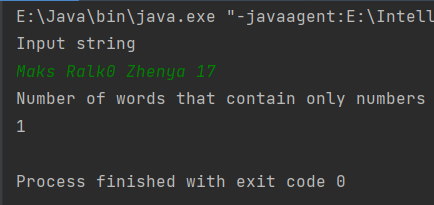 E:\Java\bin\java.exe "-javaagent:E:\Intell
Input string
Maks Ralk0 Zhenya 17
Number of words that contain only numbers
1
Process finished with exit code 0